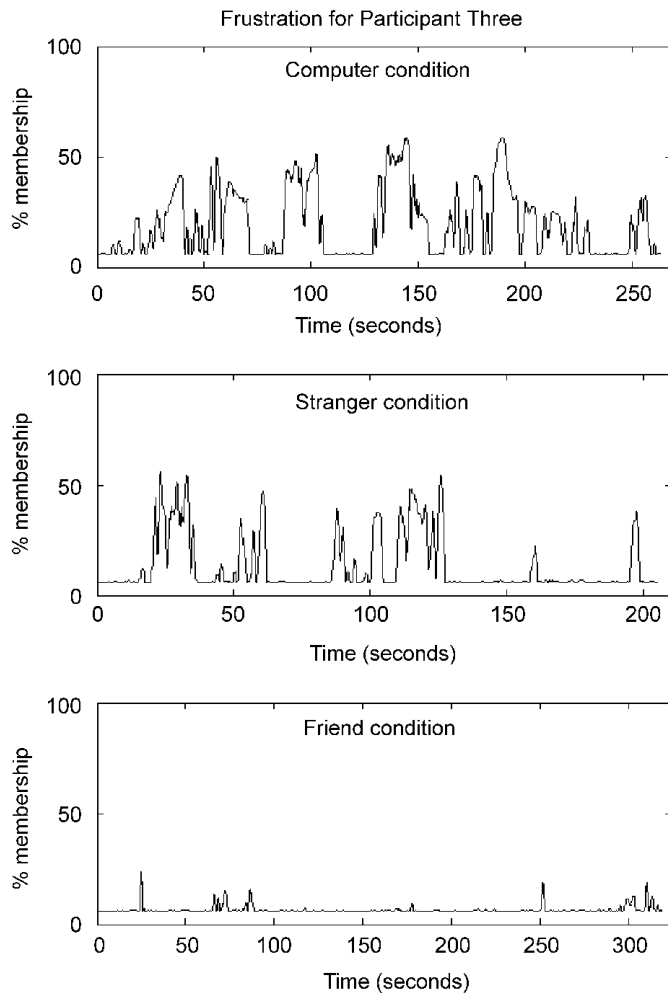 Frustration for Participant Three
100
Computer condition
% membership
50
0
0 50 100 150 200 250
Time (seconds)
100
Stranger condition
% membership
50
0
0 50 100 150 200
Time (seconds)
100
Friend condition
% membership
50
0
0 50 100 150 200 250 300
Time (seconds)